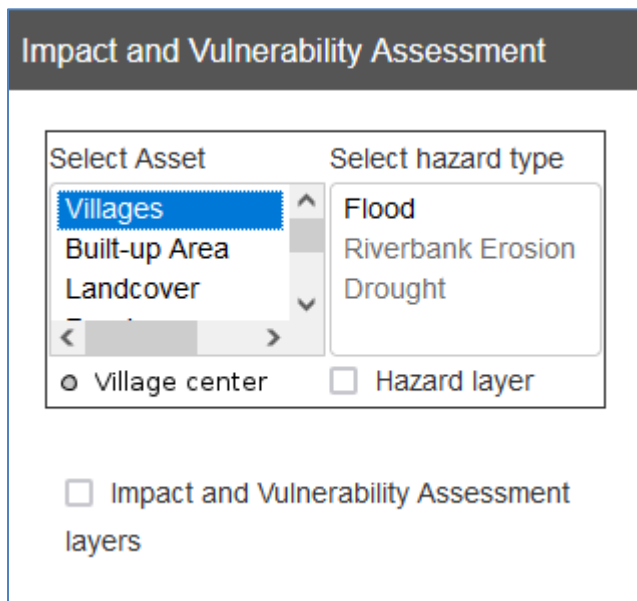 Impact and Vulnerability Assessment
Select Asset
Villages
Built-up Area
Landcover
Village center
Select hazard type
Flood
Riverbank Erosion
Drought
Hazard layer
Impact and Vulnerability Assessment
layers